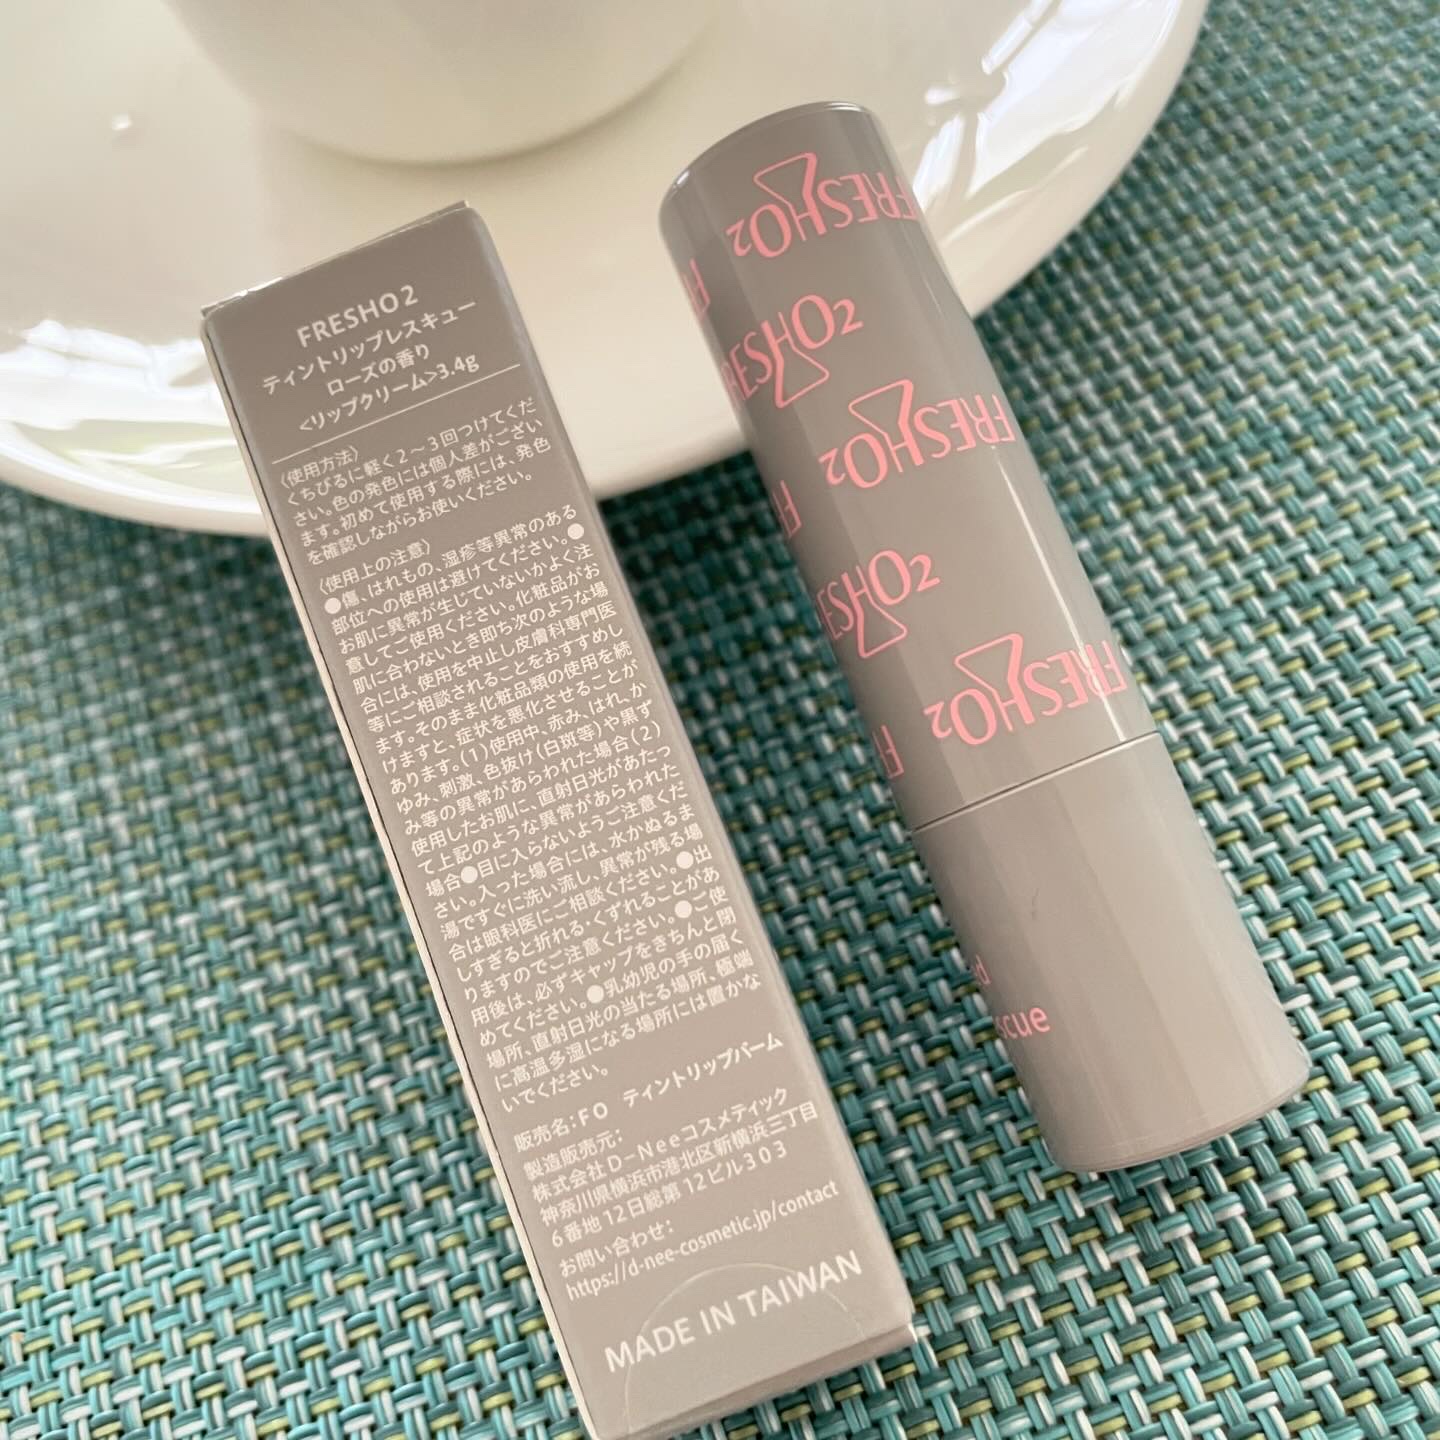 FRESHO2
ティントリップレスキュー
ローズの香り
<リップクリーム>3.4g
〈使用方法〉
くちびるに軽く2～3回つけてくだ
さい。色の発色には個人差がござい
ます。初めて使用する際には、発色
を確認しながらお使いください。
〈使用上の注意〉
●傷、はれもの、湿疹等異常のある
部位への使用は避けてください。●
お肌に異常が生じていないかよく注
意してご使用ください。化粧品がお
肌に合わないとき即ち次のような場
合には、使用を中止し皮膚科専門医
等にご相談されることをおすすめし
ます。そのまま化粧品類の使用を続
けますと、症状を悪化させることが
あります。(1)使用中、赤み、はれ、か
ゆみ、刺激、色抜け(白斑等)や黒ず
み等の異常があらわれた場合(2)
使用したお肌に、直射日光があたっ
て上記のような異常があらわれた
場合●目に入らないようご注意くだ
さい。入った場合には、水かぬるま
湯ですぐに洗い流し、異常が残る場
合は眼科医にご相談ください。●出
しすぎると折れる・くずれることがあ
りますのでご注意ください。●ご使
用後は、必ずキャップをきちんと閉
めてください。●乳幼児の手の届く
場所、直射日光の当たる場所、極端
に高温多湿になる場所には置かな
いでください。
販売名:FO ティントリップバーム
製造販売元:
株式会社D-Neeコスメティック
神奈川県横浜市港北区新横浜三丁目
6番地12日総第12ビル303
お問い合わせ:
https://d-nee-cosmetic.jp/contact
MADE IN TAIWAN
FRESHO2
FR
RESHO2
FRESHO2
FR
ESHO2
FRESHO2
FR
d
scue